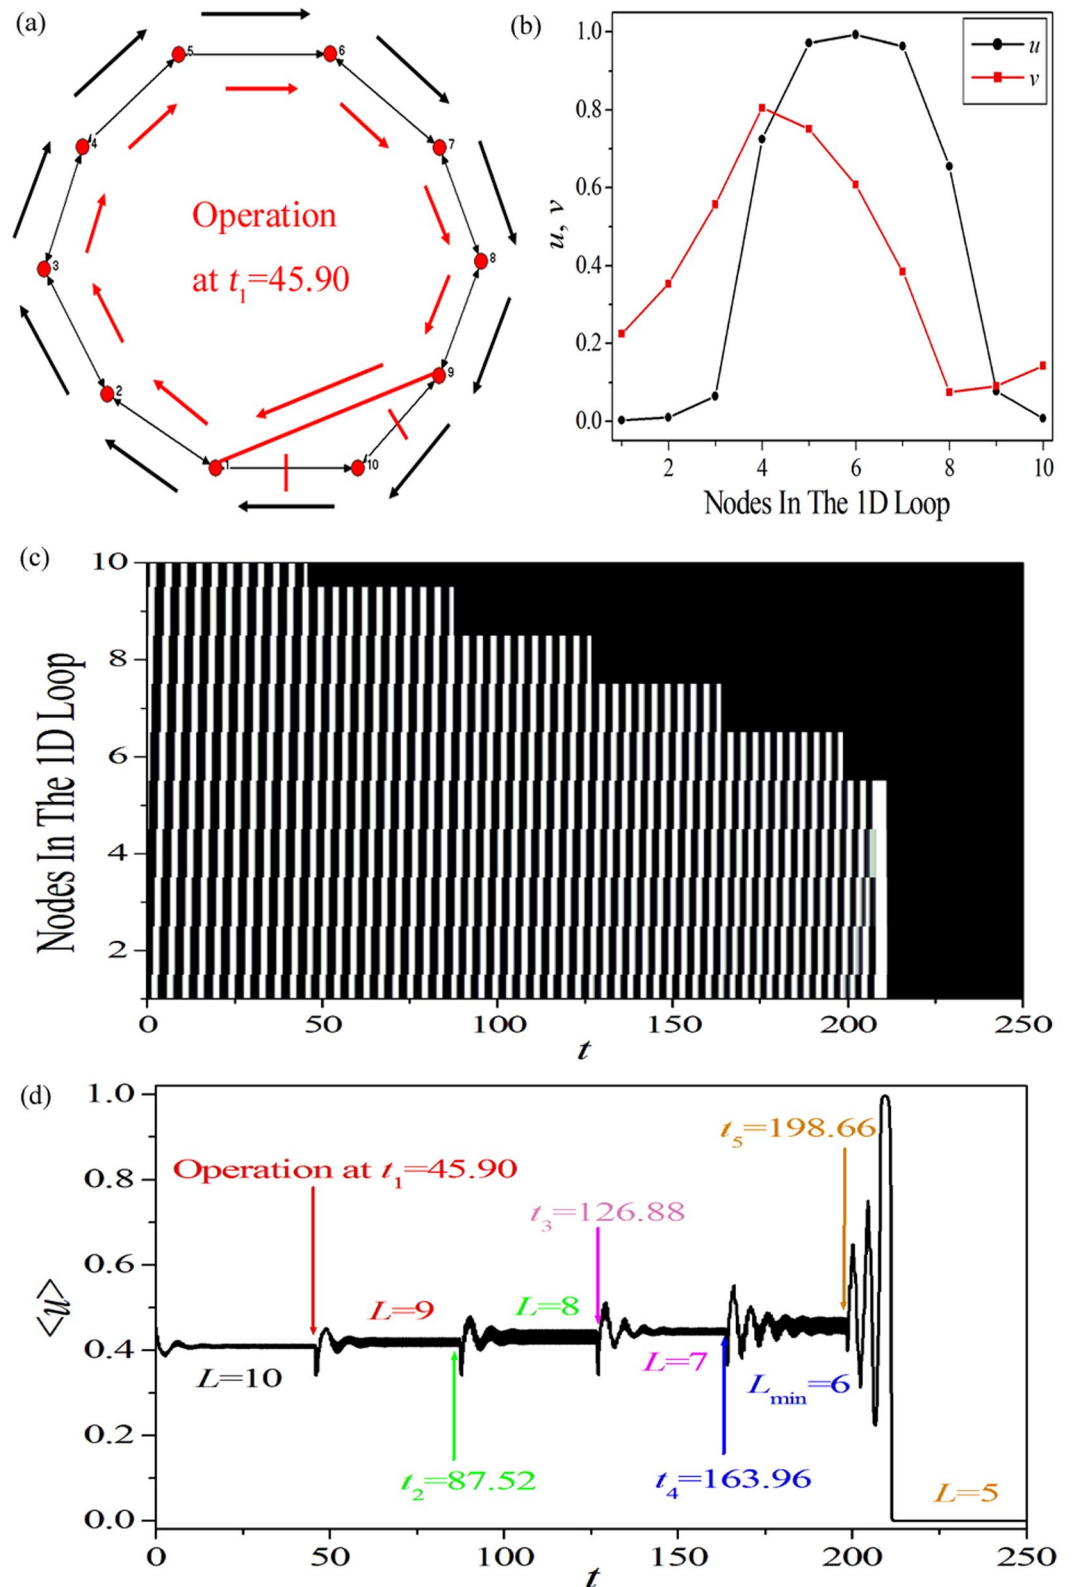 (a)
5
6
4
7
Operation
at t1=45.90
3
8
9
2
1
10
(b)
1.0
0.8
0.6
0.4
0.2
0.0
u, v
u
v
2 4 6 8 10
Nodes In The 1D Loop
(c)
10
8
6
4
2
Nodes In The 1D Loop
0 50 100 150 200 250
t
(d)
1.0
0.8
0.6
0.4
0.2
0.0
<u>
t5=198.66
Operation at t1=45.90
t3=126.88
L=9
L=8
L=10
L=7
Lmin=6
t2=87.52
t4=163.96
L=5
0 50 100 150 200 250
t